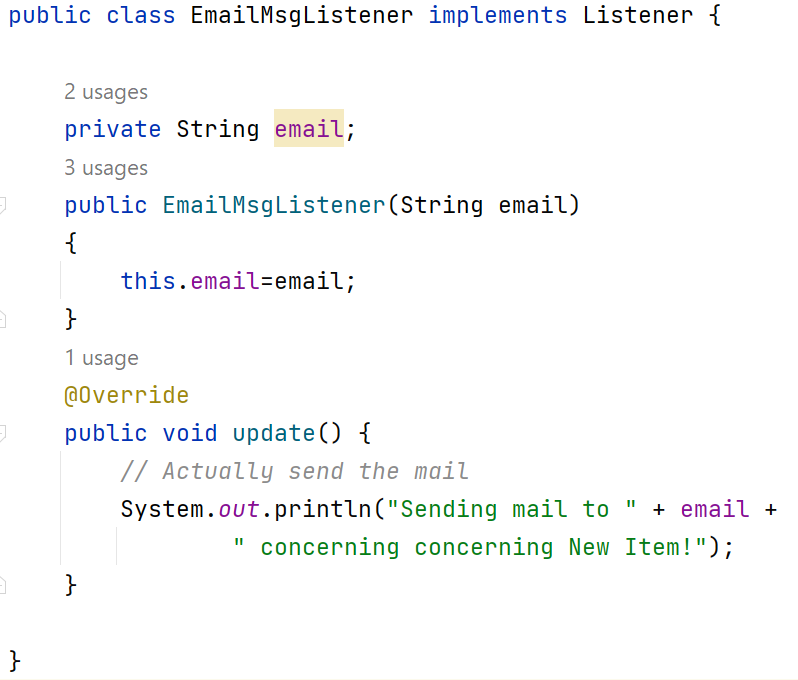 public class EmailMsgListener implements Listener {
2 usages
private String email;
3 usages
public EmailMsgListener(String email)
{
this.email=email;
}
1 usage
@Override
public void update() {
// Actually send the mail
System.out.println("Sending mail to " + email +
" concerning concerning New Item!");
}
}